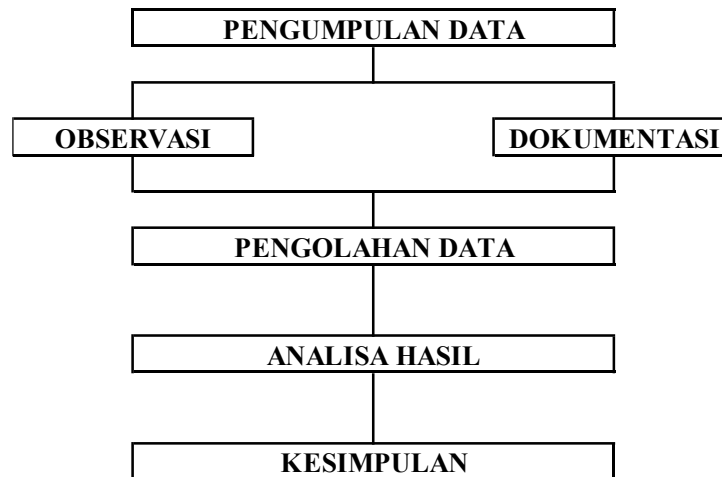 PENGUMPULAN DATA
OBSERVASI
DOKUMENTASI
PENGOLAHAN DATA
ANALISA HASIL
KESIMPULAN